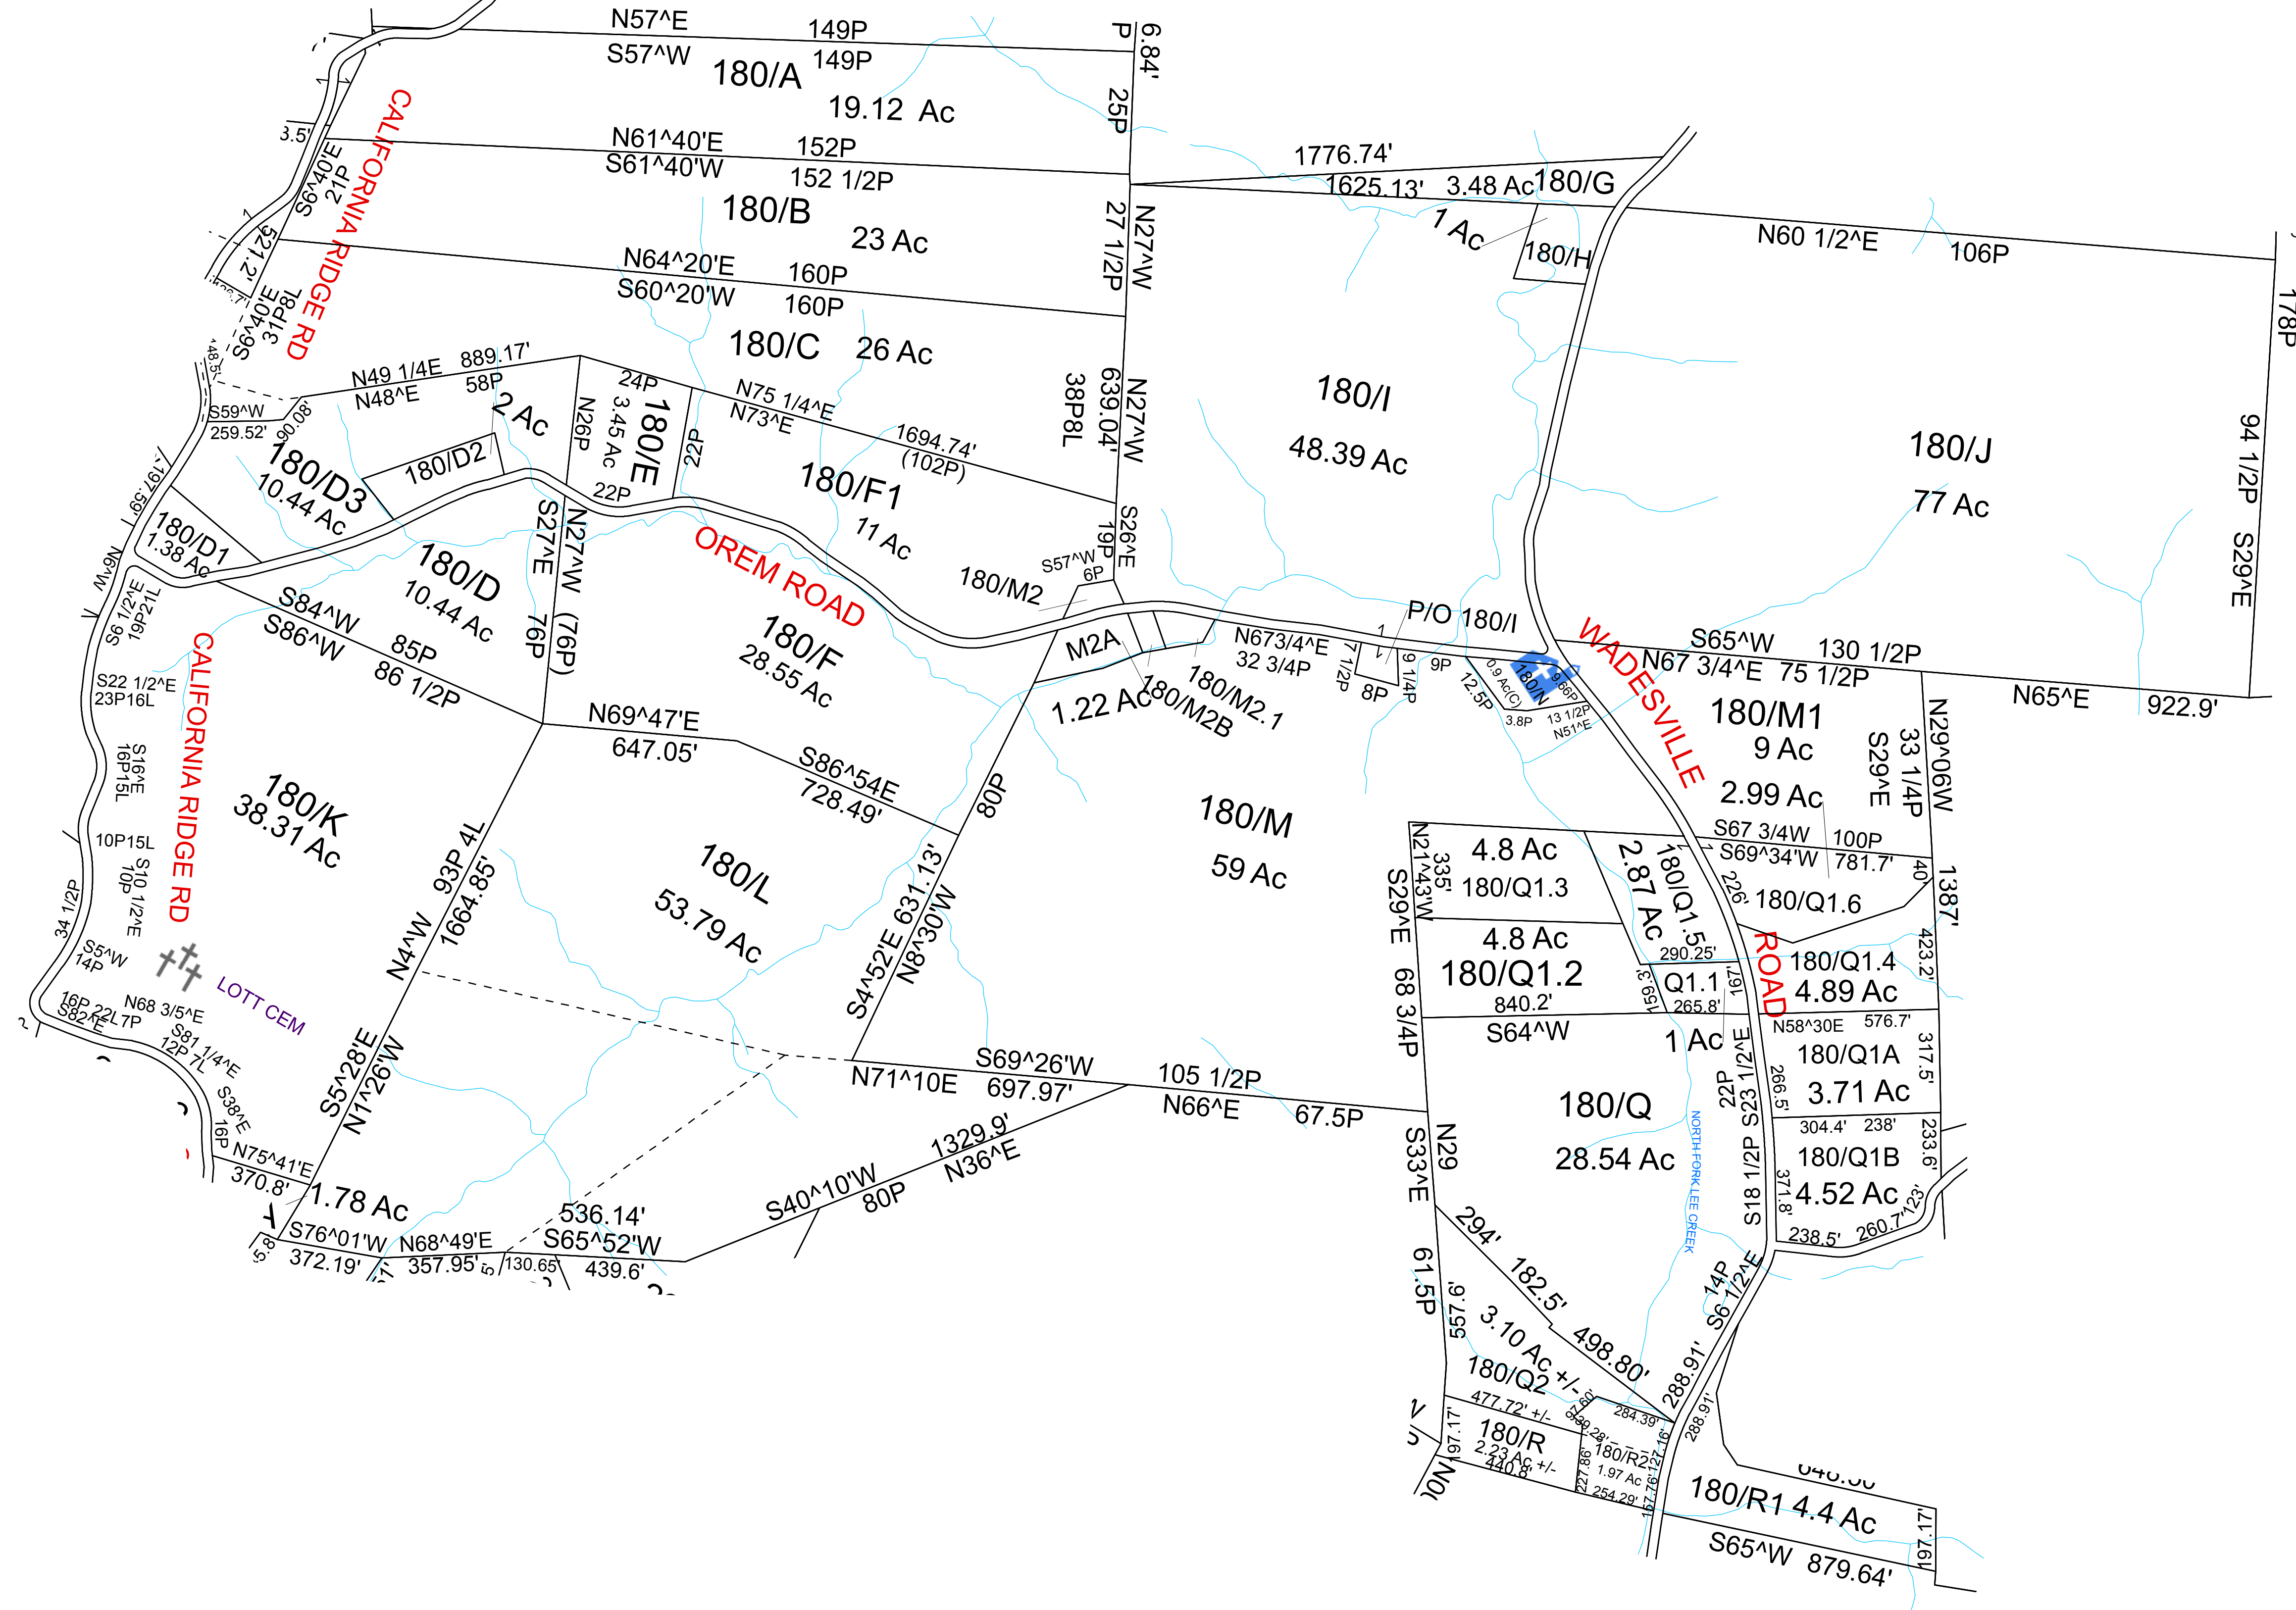 N57^E 149P
S57^W 149P
180/A
19.12 Ac
6.84'
P
25P
CALIFORNIA RIDGE RD
3.5'
N61^40'E 152P
S61^40'W 152 1/2P
S6^40'E
21P
180/B
23 Ac
27 1/2P
N27^W
521.2'
S6^40'E
31P8L
N64^20'E 160P
S60^20'W 160P
180/C 26 Ac
1776.74'
1625.13' 3.48 Ac 180/G
1 Ac
180/H
N60 1/2^E 106P
178P
148.5'
N49 1/4E 889.17'
N48^E 58P
S59^W
259.52'
90.08'
2 Ac
24P
N26P
3.45 Ac
180/E
22P
22P
N75 1/4^E
N73^E
1694.74'
(102P)
38P8L
639.04'
N27^W
180/I
48.39 Ac
180/J
77 Ac
94 1/2P S29^E
180/D3
10.44 Ac
180/D2
197.59'
180/D1
1.38 Ac
180/F1
11 Ac
19P
S26^E
S57^W
6P
180/M2
OREM ROAD
S27^E 76P
N27^W (76P)
180/D
10.44 Ac
S84^W 85P
S86^W 86 1/2P
S6 1/2^E
19P21L
180/F
28.55 Ac
M2A
1.22 Ac
180/M2B
180/M2.1
N673/4^E
32 3/4P
P/O 180/I
1
1
7 1/2P
8P
9 1/4P
9P
12.5P
0.9 Ac(C)
180/N
9.66P
3.8P
13 1/2P
N51^E
WADESVILLE
ROAD
S65^W 130 1/2P
N67 3/4^E 75 1/2P
N65^E 922.9'
180/M1
9 Ac
2.99 Ac
S29^E
33 1/4P
N29^06W
CALIFORNIA RIDGE RD
S22 1/2^E
23P16L
S16^E
16P15L
10P15L
S10 1/2^E
10P
34 1/2P
S5^W
14P
16P 22L7P
S82^E
N68 3/5^E
S81 1/4^E
12P 7L
S38^E
16P
LOTT CEM
180/K
38.31 Ac
N69^47'E
647.05'
S86^54E
728.49'
180/L
53.79 Ac
N4^W 93P 4L
1664.85'
S5^28'E
N1^26'W
80P
S4^52'E 631.13'
N8^30'W
180/M
59 Ac
N21^43'W
335'
S29^E 68 3/4P
4.8 Ac
180/Q1.3
2.87 Ac
180/Q1.5
S67 3/4W 100P
S69^34'W 781.7'
1
226'
40'
180/Q1.6
1387'
4.8 Ac
180/Q1.2
840.2'
290.25'
Q1.1
159.3'
167'
265.8'
180/Q1.4
4.89 Ac
423.2'
S64^W
1 Ac
N58^30E 576.7'
180/Q1A
3.71 Ac
317.5'
266.5'
22P
S18 1/2P S23 1/2^E
N71^10E
S69^26'W
697.97'
105 1/2P
N66^E 67.5P
180/Q
28.54 Ac
NORTH FORK LEE CREEK
304.4' 238'
180/Q1B
4.52 Ac
233.6'
371.8'
238.5'
260.7'
123'
N75^41'E
370.8'
1.78 Ac
S76^01'W
372.19'
N68^49'E
357.95'
130.65'
536.14'
S65^52'W
439.6'
S40^10'W 1329.9'
80P N36^E
N29
S33^E
61.5P
557.6'
294'
182.5'
498.80'
14P
S6 1/2^E
3.10 Ac +/-
180/Q2
477.72' +/-
97.60'
284.39'
288.91'
288.91'
180/R
2.23 Ac +/-
440.8'
197.17'
227.86'
180/R2
1.97 Ac
254.29'
127.16'
157.76'
180/R1 4.4 Ac
S65^W 879.64'
197.17'